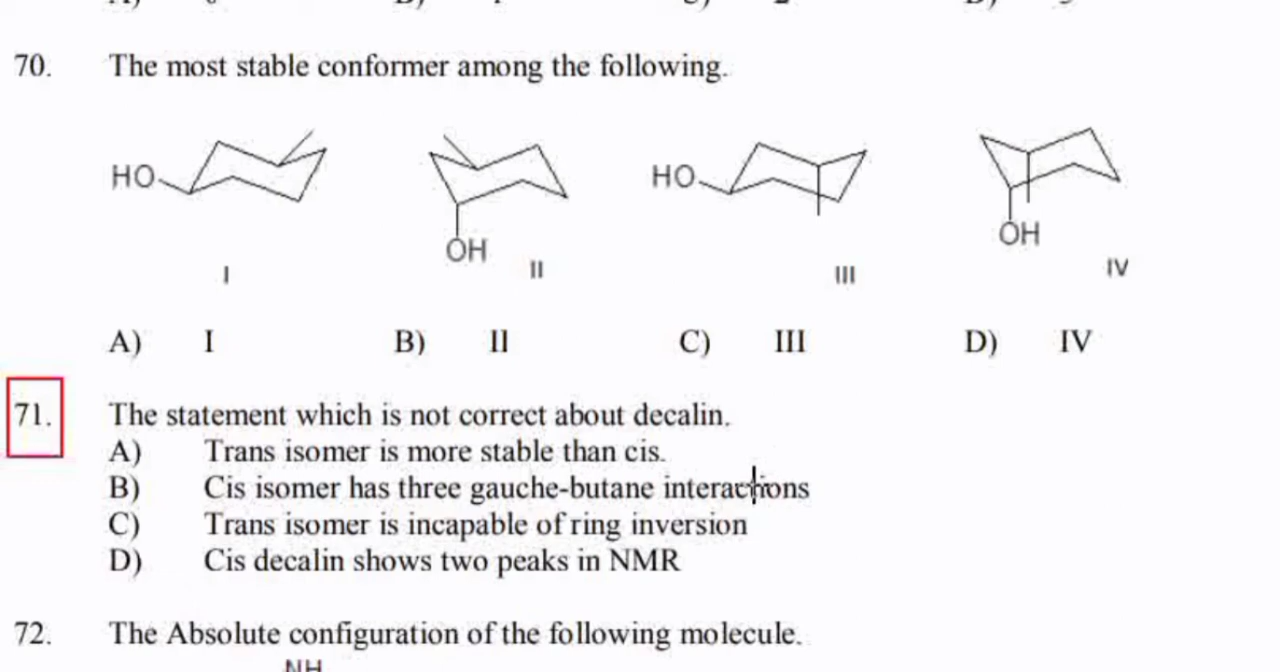 70. The most stable conformer among the following.
HO HO
OH OH
I II III IV
A) I B) II C) III D) IV
71. The statement which is not correct about decalin.
A) Trans isomer is more stable than cis.
B) Cis isomer has three gauche-butane interactions
C) Trans isomer is incapable of ring inversion
D) Cis decalin shows two peaks in NMR
72. The Absolute configuration of the following molecule.